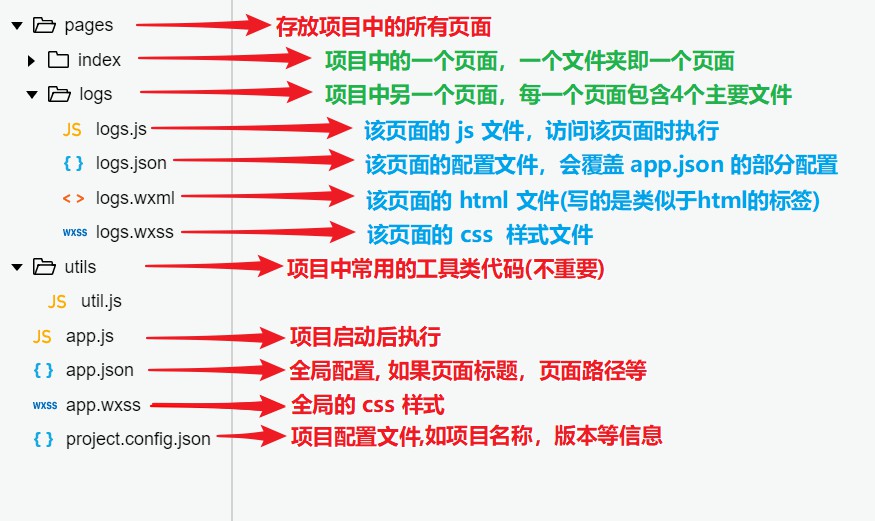 pages 存放项目中的所有页面
index 项目中的一个页面，一个文件夹即一个页面
logs 项目中另一个页面，每一个页面包含4个主要文件
JS logs.js 该页面的 js 文件，访问该页面时执行
{ } logs.json 该页面的配置文件，会覆盖 app.json 的部分配置
< > logs.wxml 该页面的 html 文件(写的是类似于html的标签)
wxss logs.wxss 该页面的 css 样式文件
utils 项目中常用的工具类代码(不重要)
JS util.js
JS app.js 项目启动后执行
{ } app.json 全局配置, 如果页面标题，页面路径等
wxss app.wxss 全局的 css 样式
{ } project.config.json 项目配置文件,如项目名称，版本等信息